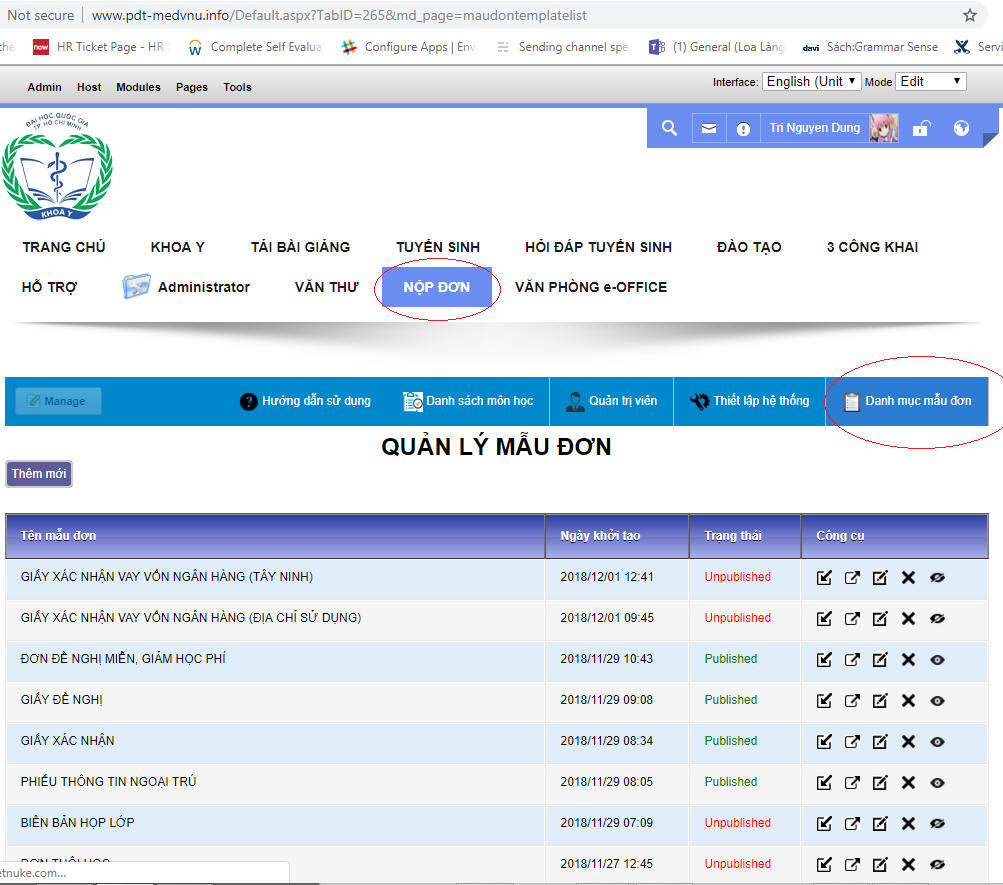 Not secure www.pdt-medvnu.info/Default.aspx?TabID=265&md_page=maudontemplatelist
the new HR Ticket Page - HR Complete Self Evalua Configure Apps | Env Sending channel spe (1) General (Loa Làng davi Sách:Grammar Sense Servi
Admin Host Modules Pages Tools Interface: English (Unit Mode Edit
ĐẠI HỌC QUỐC GIA
TP. HỒ CHÍ MINH
KHOA Y
Tri Nguyen Dung
TRANG CHỦ KHOA Y TẢI BÀI GIẢNG TUYỂN SINH HỎI ĐÁP TUYỂN SINH ĐÀO TẠO 3 CÔNG KHAI
HỖ TRỢ Administrator VĂN THƯ NỘP ĐƠN VĂN PHÒNG e-OFFICE
Manage Hướng dẫn sử dụng Danh sách môn học Quản trị viên Thiết lập hệ thống Danh mục mẫu đơn
QUẢN LÝ MẪU ĐƠN
Thêm mới
Tên mẫu đơn Ngày khởi tạo Trạng thái Công cụ
GIẤY XÁC NHẬN VAY VỐN NGÂN HÀNG (TÂY NINH) 2018/12/01 12:41 Unpublished
GIẤY XÁC NHẬN VAY VỐN NGÂN HÀNG (ĐỊA CHỈ SỬ DỤNG) 2018/12/01 09:45 Unpublished
ĐƠN ĐỀ NGHỊ MIỄN, GIẢM HỌC PHÍ 2018/11/29 10:43 Published
GIẤY ĐỀ NGHỊ 2018/11/29 09:08 Published
GIẤY XÁC NHẬN 2018/11/29 08:34 Published
PHIẾU THÔNG TIN NGOẠI TRÚ 2018/11/29 08:05 Published
BIÊN BẢN HỌP LỚP 2018/11/29 07:09 Unpublished
ĐƠN THÔI HỌC 2018/11/27 12:45 Unpublished
etnuke.com...